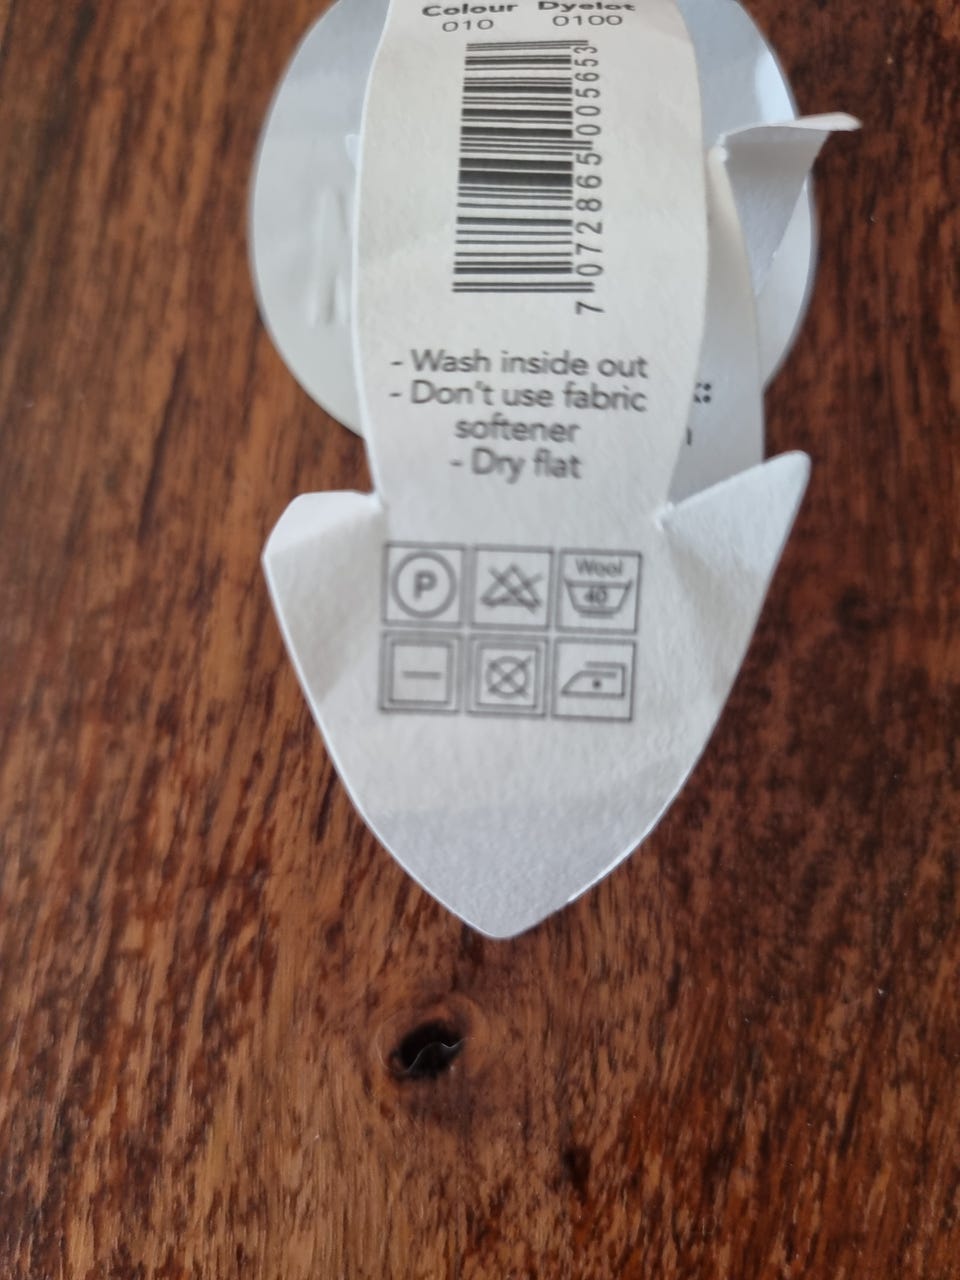 Colour Dyelot
010 0100
7 072865 005653
- Wash inside out
- Don't use fabric
softener
- Dry flat
P
Wool
40